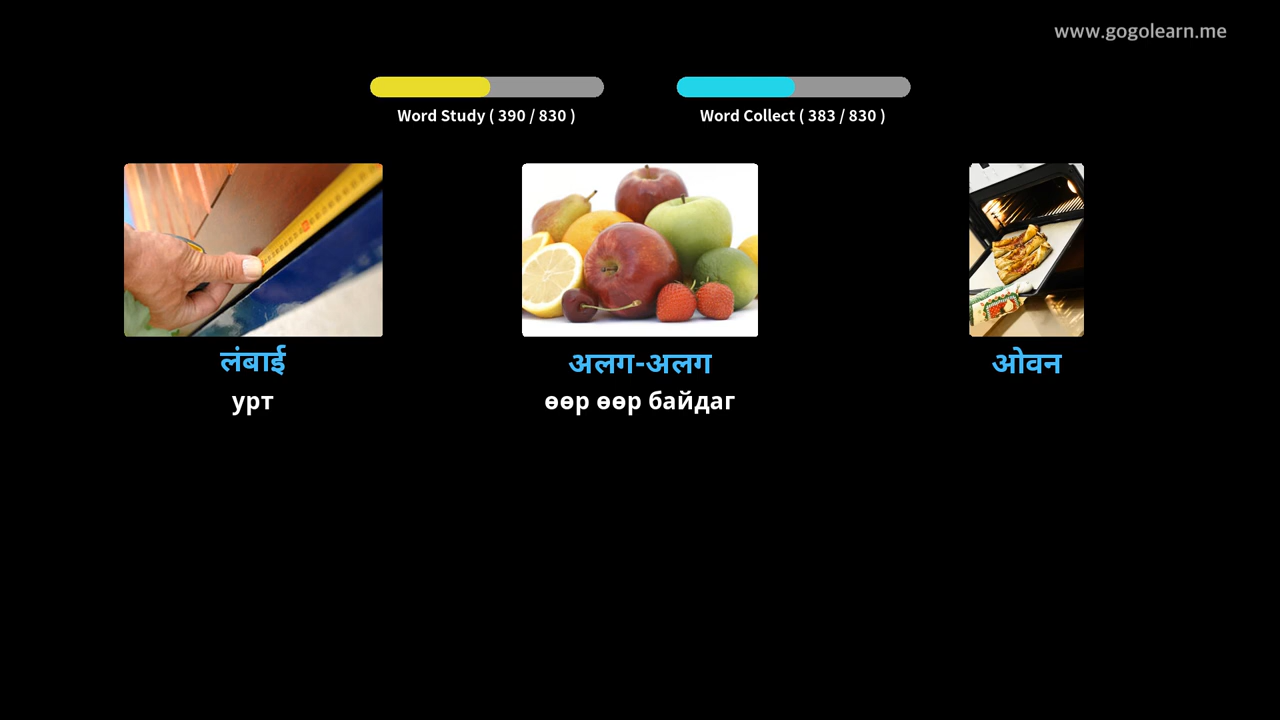 www.gogolearn.me
Word Study ( 390 / 830 )
Word Collect ( 383 / 830 )
लंबाई
урт
अलग-अलग
өөр өөр байдаг
ओवन